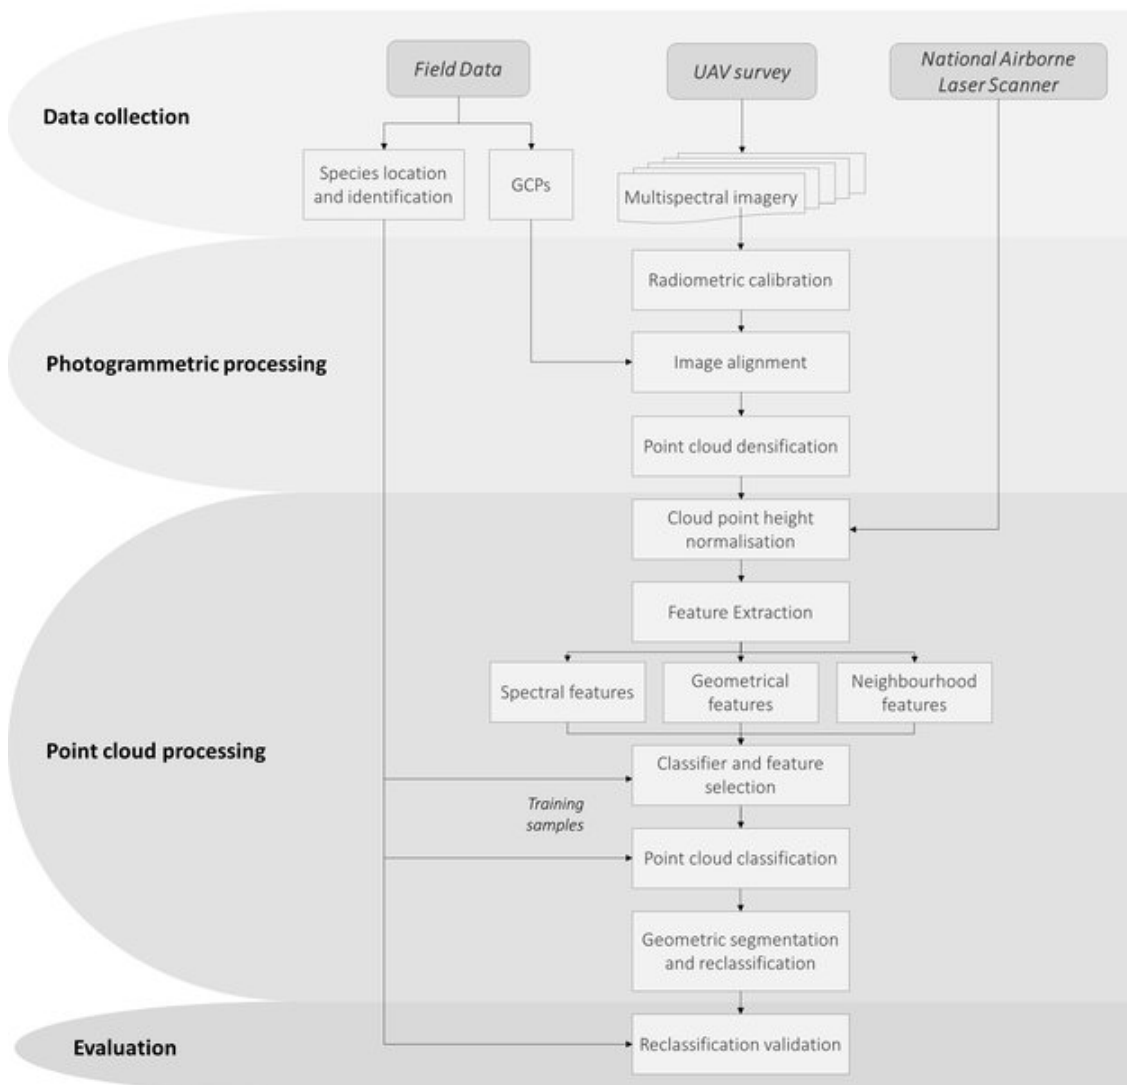 Field Data
UAV survey
National Airborne
Laser Scanner
Data collection
Species location
and identification
GCPs
Multispectral imagery
Radiometric calibration
Photogrammetric processing
Image alignment
Point cloud densification
Cloud point height
normalisation
Feature Extraction
Spectral features
Geometrical
features
Neighbourhood
features
Point cloud processing
Classifier and feature
selection
Training
samples
Point cloud classification
Geometric segmentation
and reclassification
Evaluation
Reclassification validation